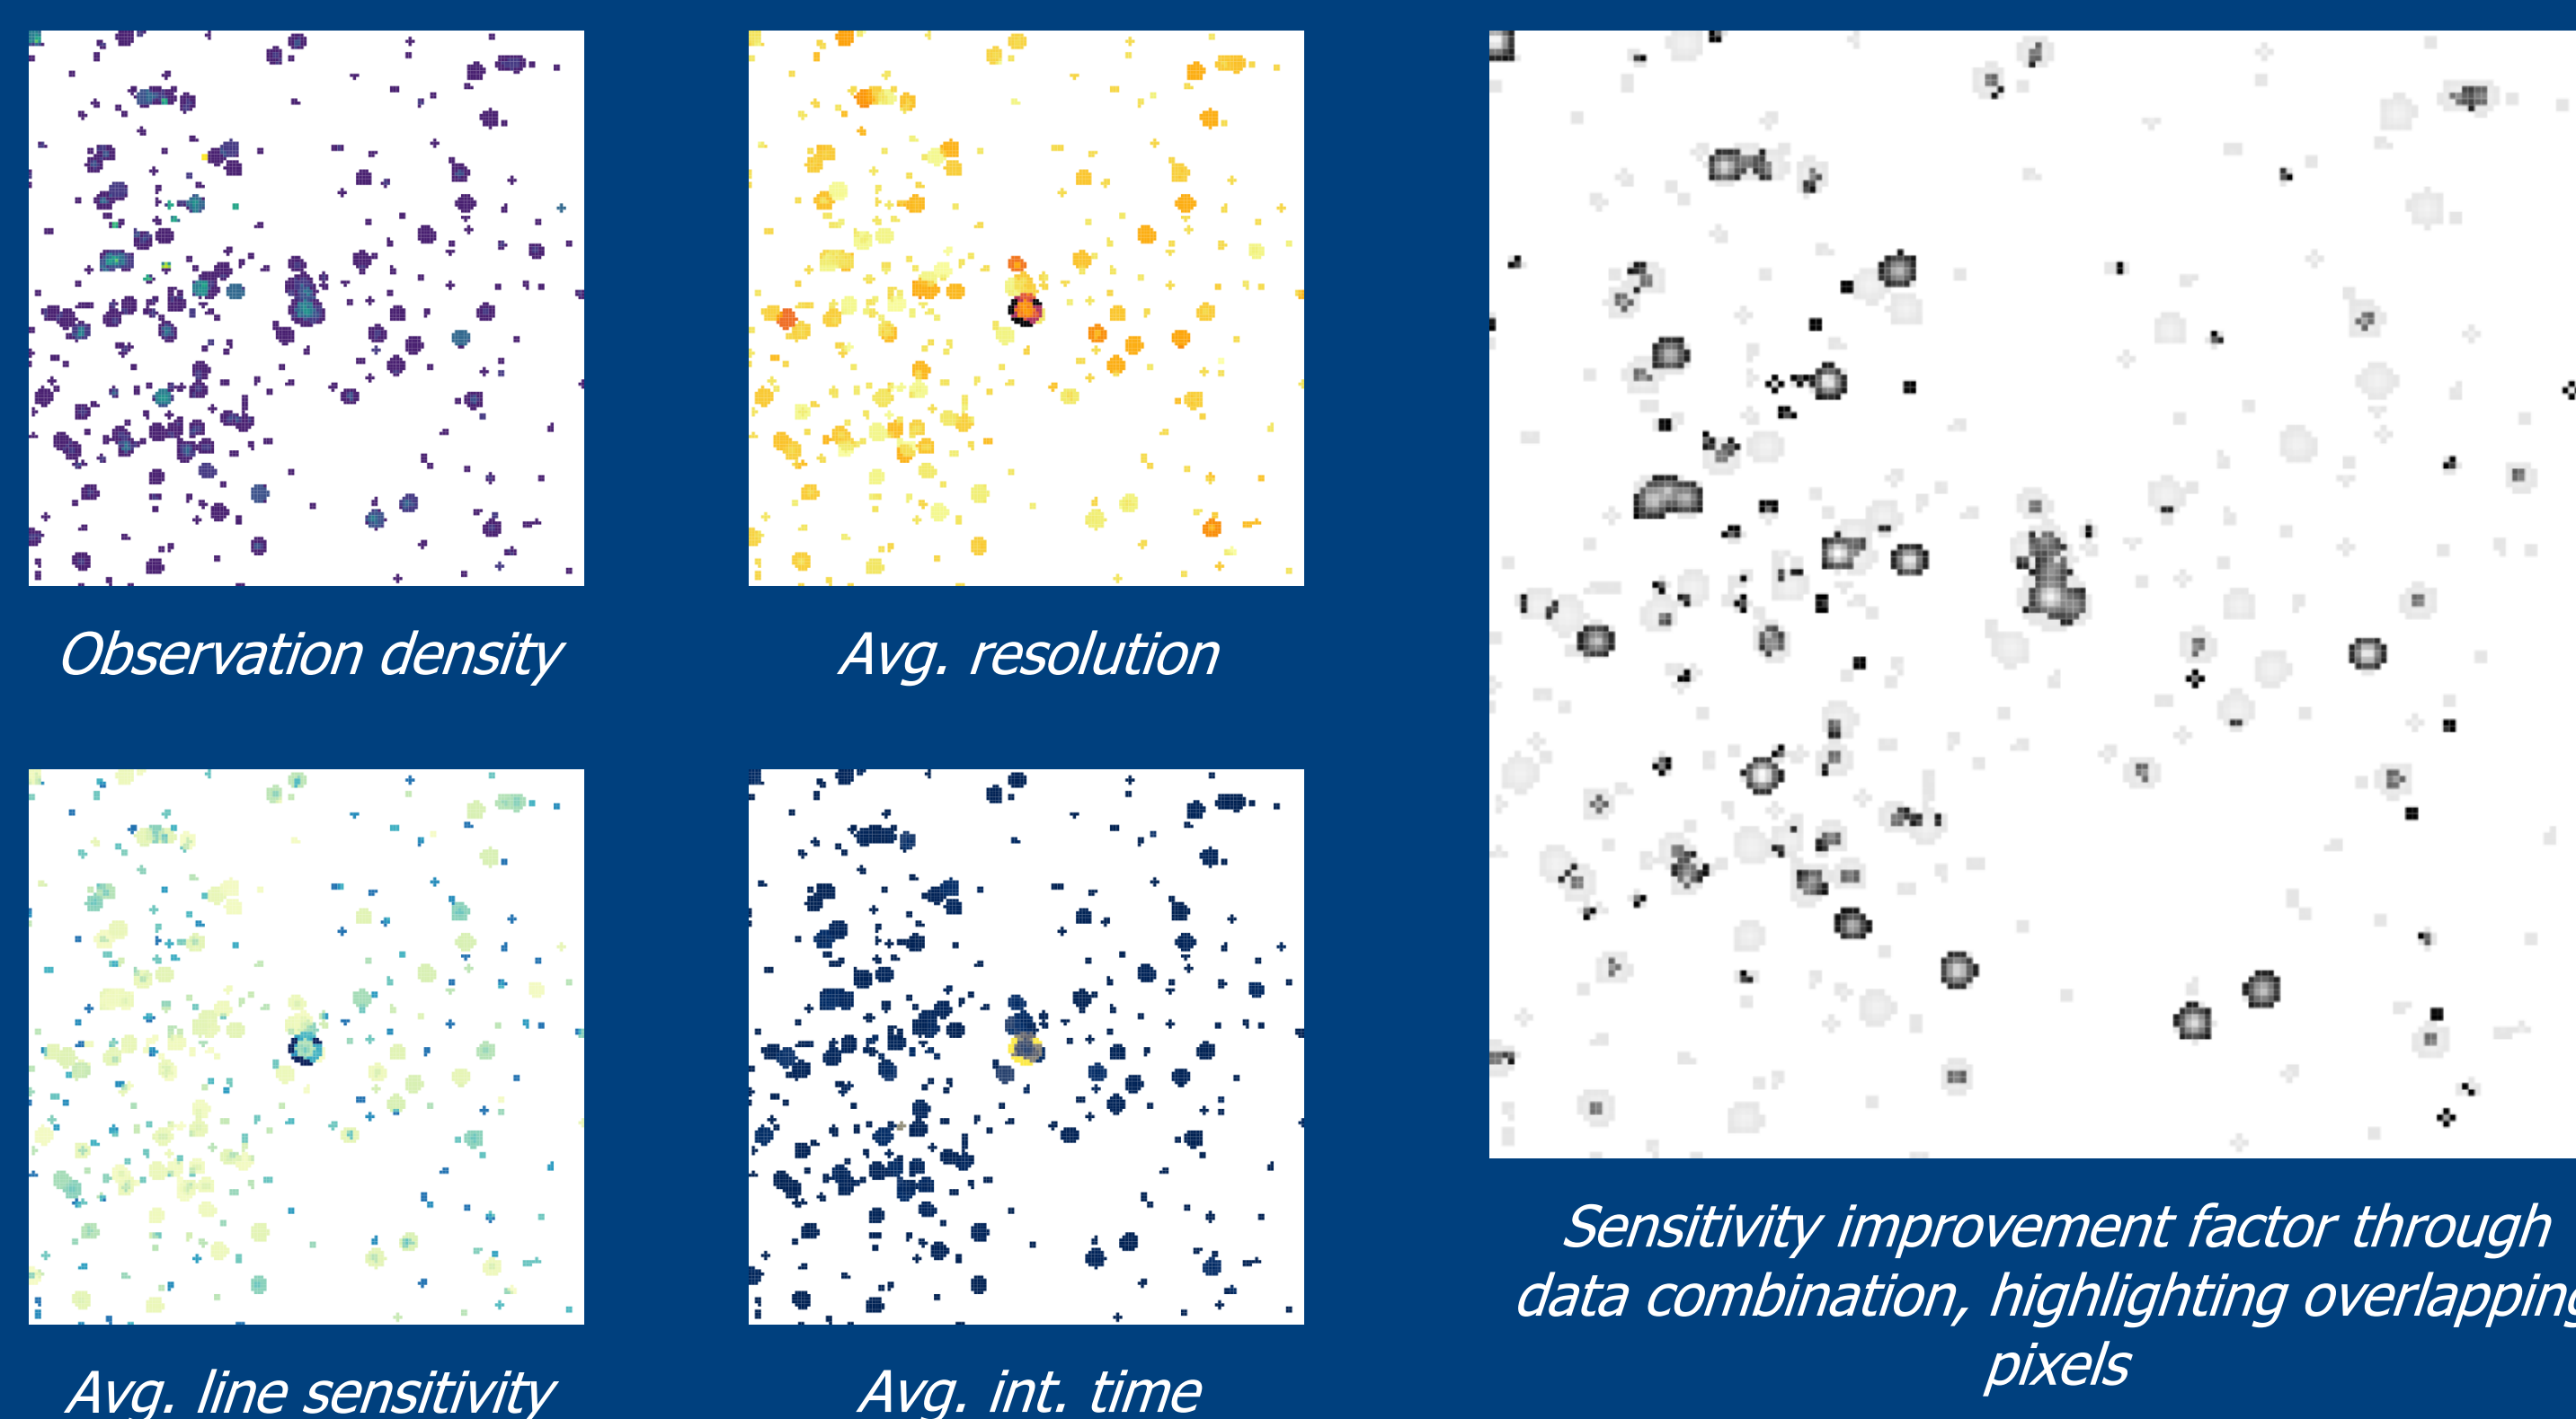 Observation density
Avg. resolution
Avg. line sensitivity
Avg. int. time
Sensitivity improvement factor through
data combination, highlighting overlapping
pixels